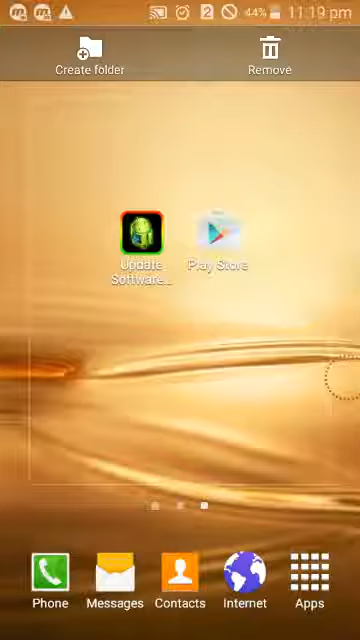 44% 11:19 pm
Create folder
Remove
Update
Software...
Play Store
Phone
Messages
Contacts
Internet
Apps